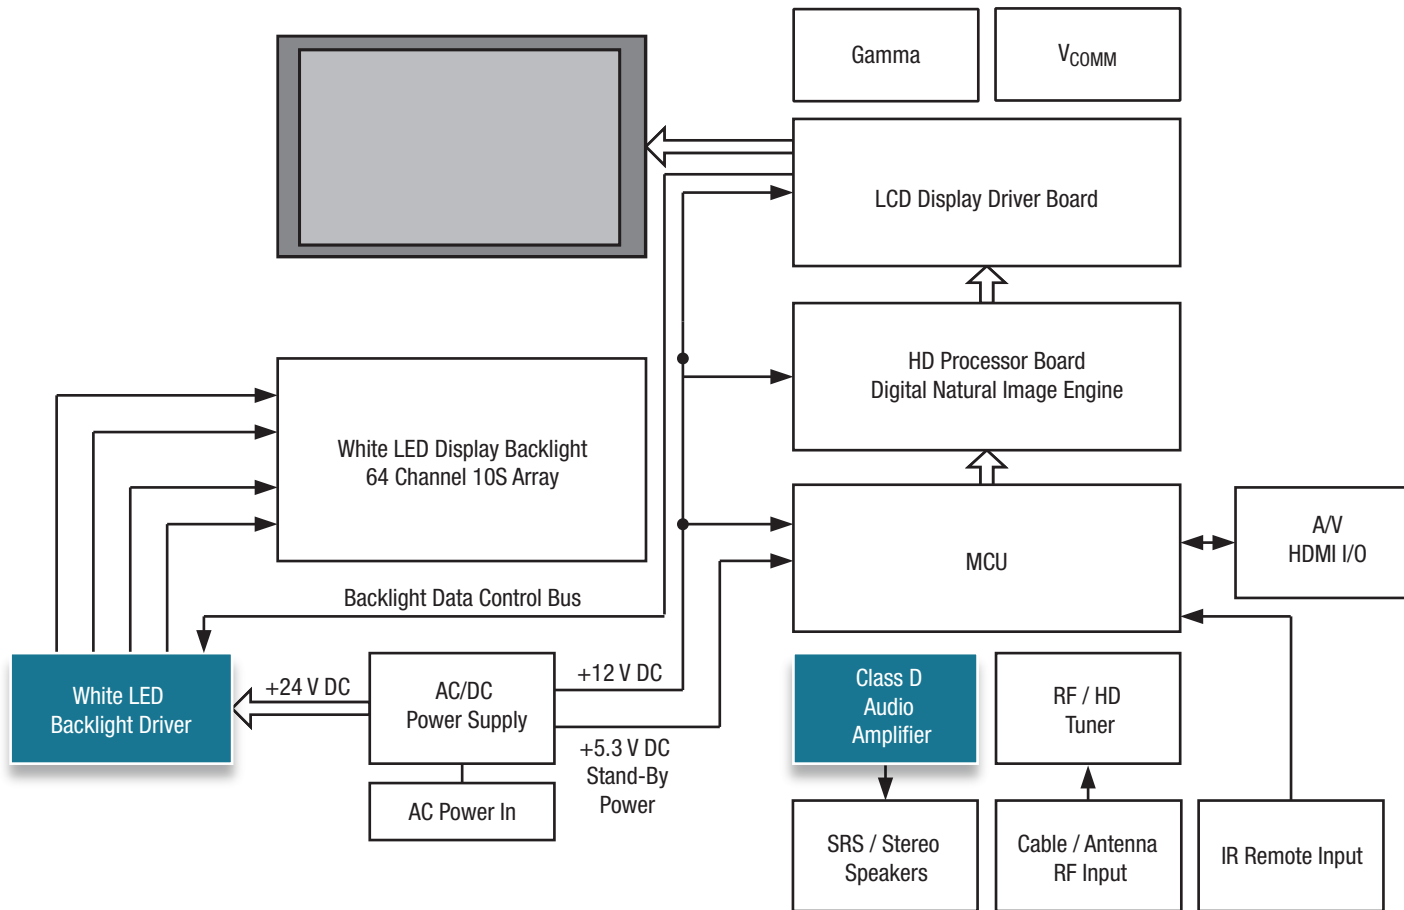 Gamma
VCOMM
LCD Display Driver Board
HD Processor Board
Digital Natural Image Engine
White LED Display Backlight
64 Channel 10S Array
A/V
HDMI I/O
MCU
Backlight Data Control Bus
White LED
Backlight Driver
+24 V DC
AC/DC
Power Supply
+12 V DC
+5.3 V DC
Stand-By
Power
AC Power In
Class D
Audio
Amplifier
RF / HD
Tuner
SRS / Stereo
Speakers
Cable / Antenna
RF Input
IR Remote Input